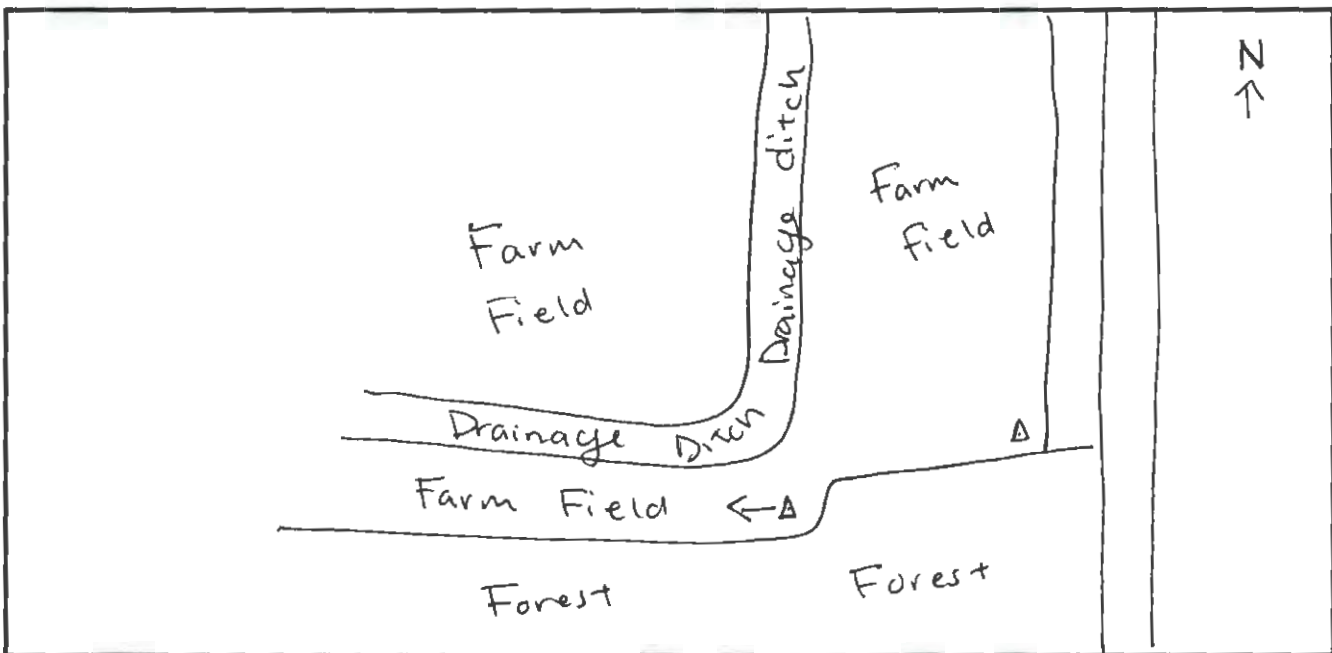 N
Drainage ditch
Farm
Field
Farm
Field
Drainage Ditch
Farm Field
Forest
Forest